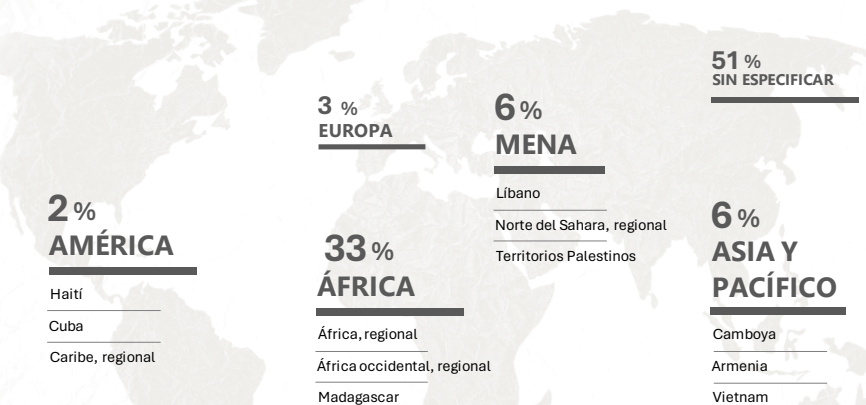 2 %
AMÉRICA
Haití
Cuba
Caribe, regional
3 %
EUROPA
33 %
ÁFRICA
África, regional
África occidental, regional
Madagascar
6 %
MENA
Líbano
Norte del Sahara, regional
Territorios Palestinos
51 %
SIN ESPECIFICAR
6 %
ASIA Y
PACÍFICO
Camboya
Armenia
Vietnam